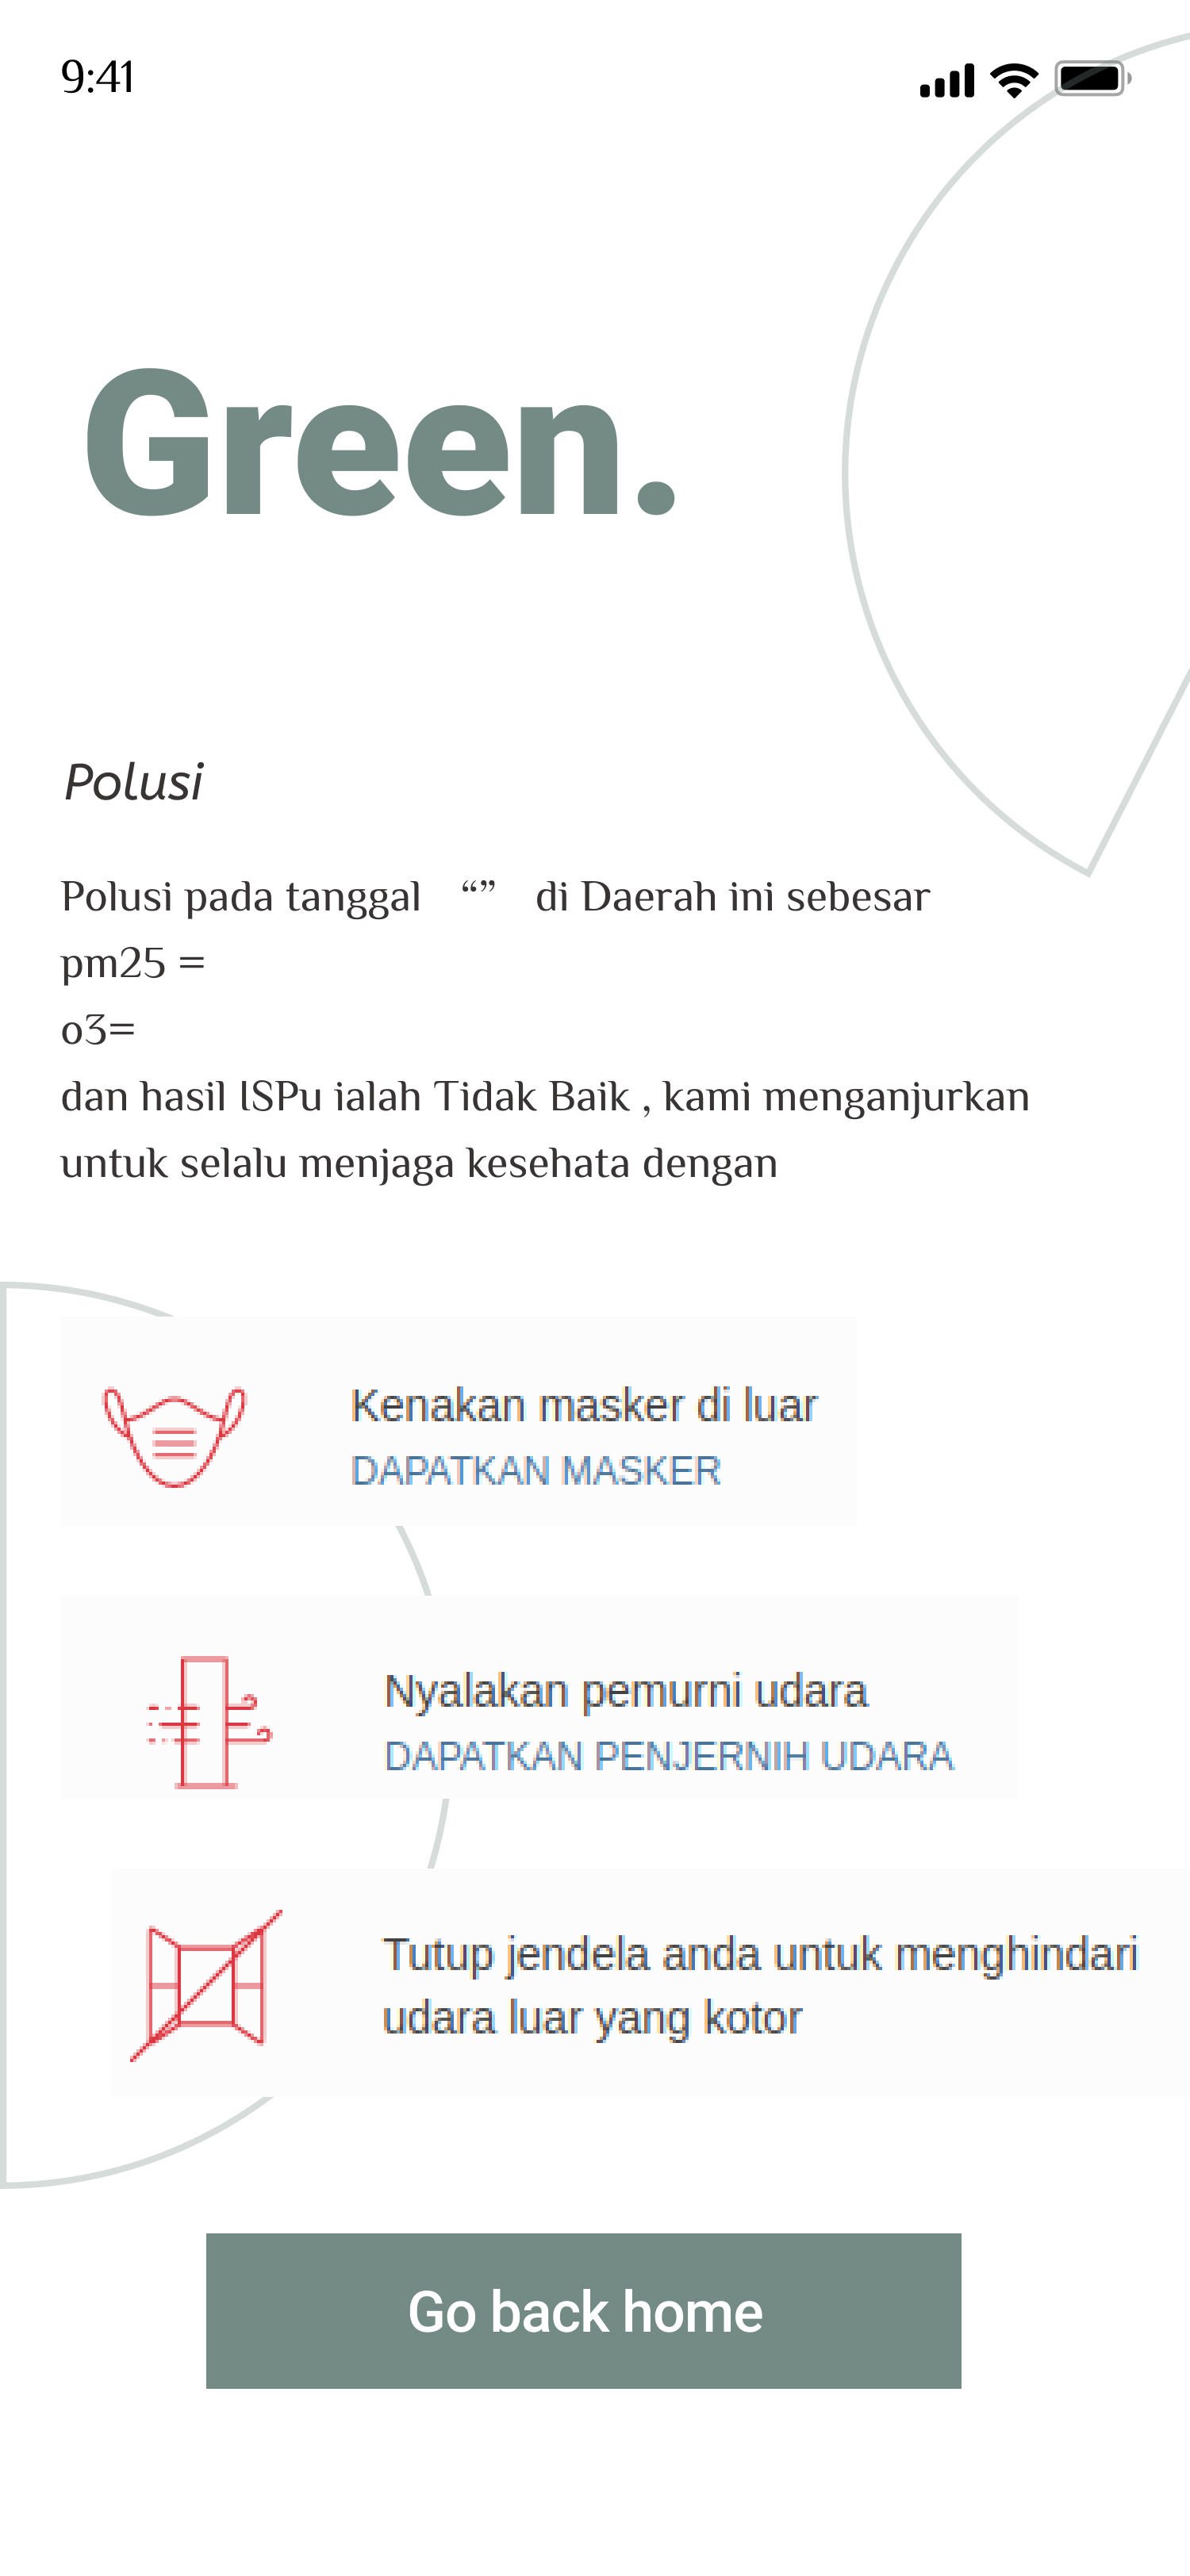 9:41
Green.
Polusi
Polusi pada tanggal “” di Daerah ini sebesar
pm25 =
o3=
dan hasil ISPu ialah Tidak Baik , kami menganjurkan
untuk selalu menjaga kesehata dengan
Kenakan masker di luar
DAPATKAN MASKER
Nyalakan pemurni udara
DAPATKAN PENJERNIH UDARA
Tutup jendela anda untuk menghindari
udara luar yang kotor
Go back home